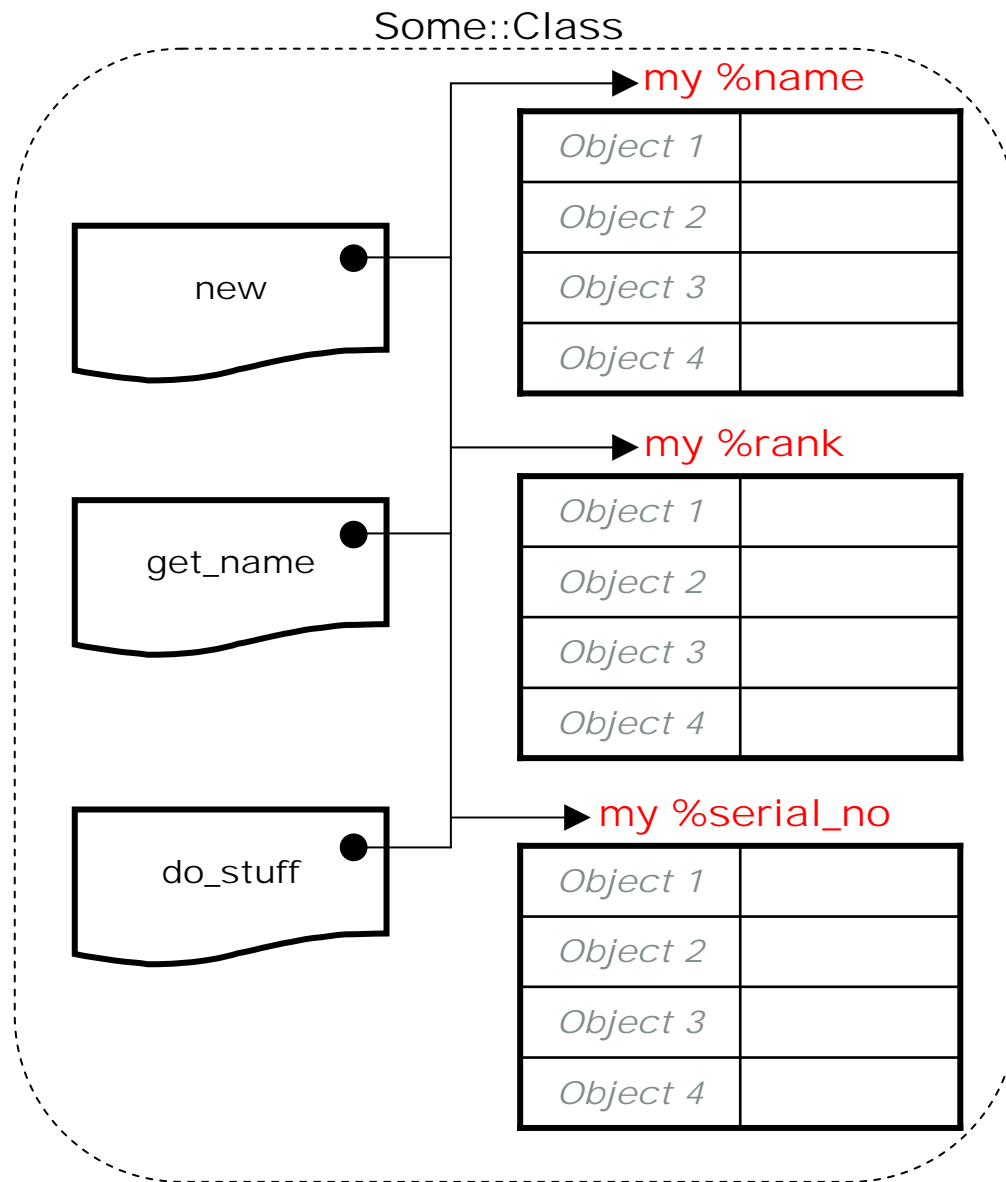 Some::Class
my %name
Object 1
Object 2
Object 3
Object 4
new
my %rank
Object 1
Object 2
Object 3
Object 4
get_name
my %serial_no
Object 1
Object 2
Object 3
Object 4
do_stuff